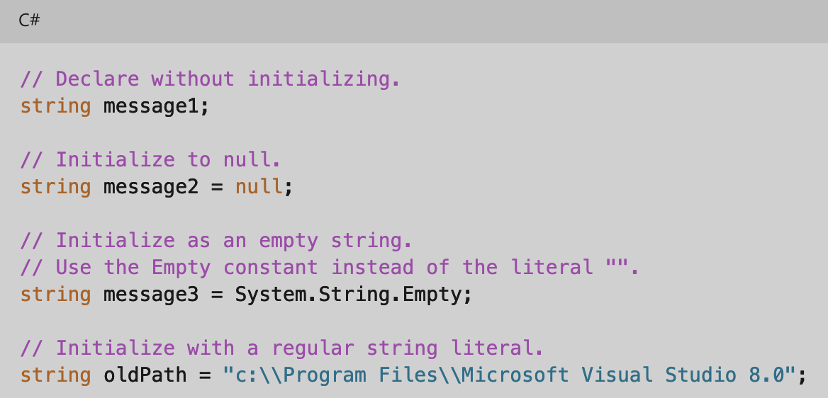 C#
// Declare without initializing.
string message1;
// Initialize to null.
string message2 = null;
// Initialize as an empty string.
// Use the Empty constant instead of the literal "".
string message3 = System.String.Empty;
// Initialize with a regular string literal.
string oldPath = "c:\\Program Files\\Microsoft Visual Studio 8.0";